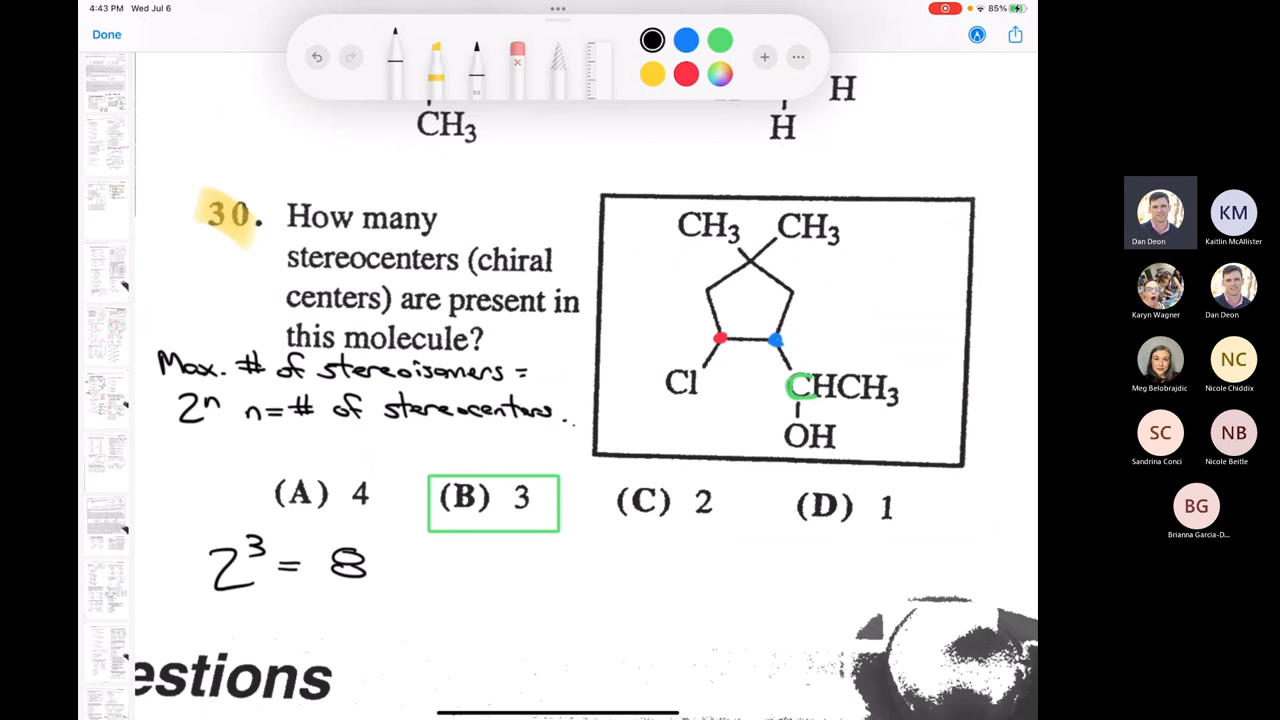 4:43 PM Wed Jul 6
85%
Done
50
CH3
H
H
30. How many
stereocenters (chiral
centers) are present in
this molecule?
Max. # of stereoisomers =
2^n n = # of stereocenters.
CH3 CH3
Cl
CHCH3
OH
(A) 4 (B) 3 (C) 2 (D) 1
2^3 = 8
estions
Dan Deon
KM
Kaitlin McAllister
Karyn Wagner
Dan Deon
Meg Belobrajdic
NC
Nicole Chiddix
SC
Sandrina Conci
NB
Nicole Beitle
BG
Brianna Garcia-D...